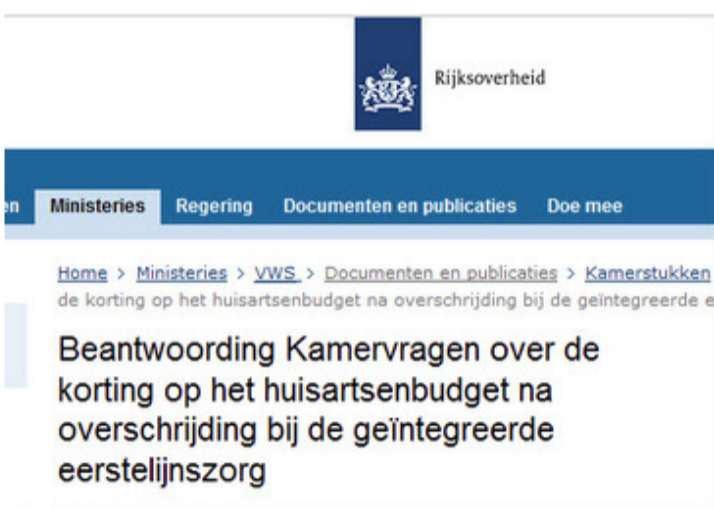 Rijksoverheid
en Ministeries Regering Documenten en publicaties Doe mee
Home > Ministeries > VWS > Documenten en publicaties > Kamerstukken
de korting op het huisartsenbudget na overschrijding bij de geïntegreerde e
Beantwoording Kamervragen over de
korting op het huisartsenbudget na
overschrijding bij de geïntegreerde
eerstelijnszorg